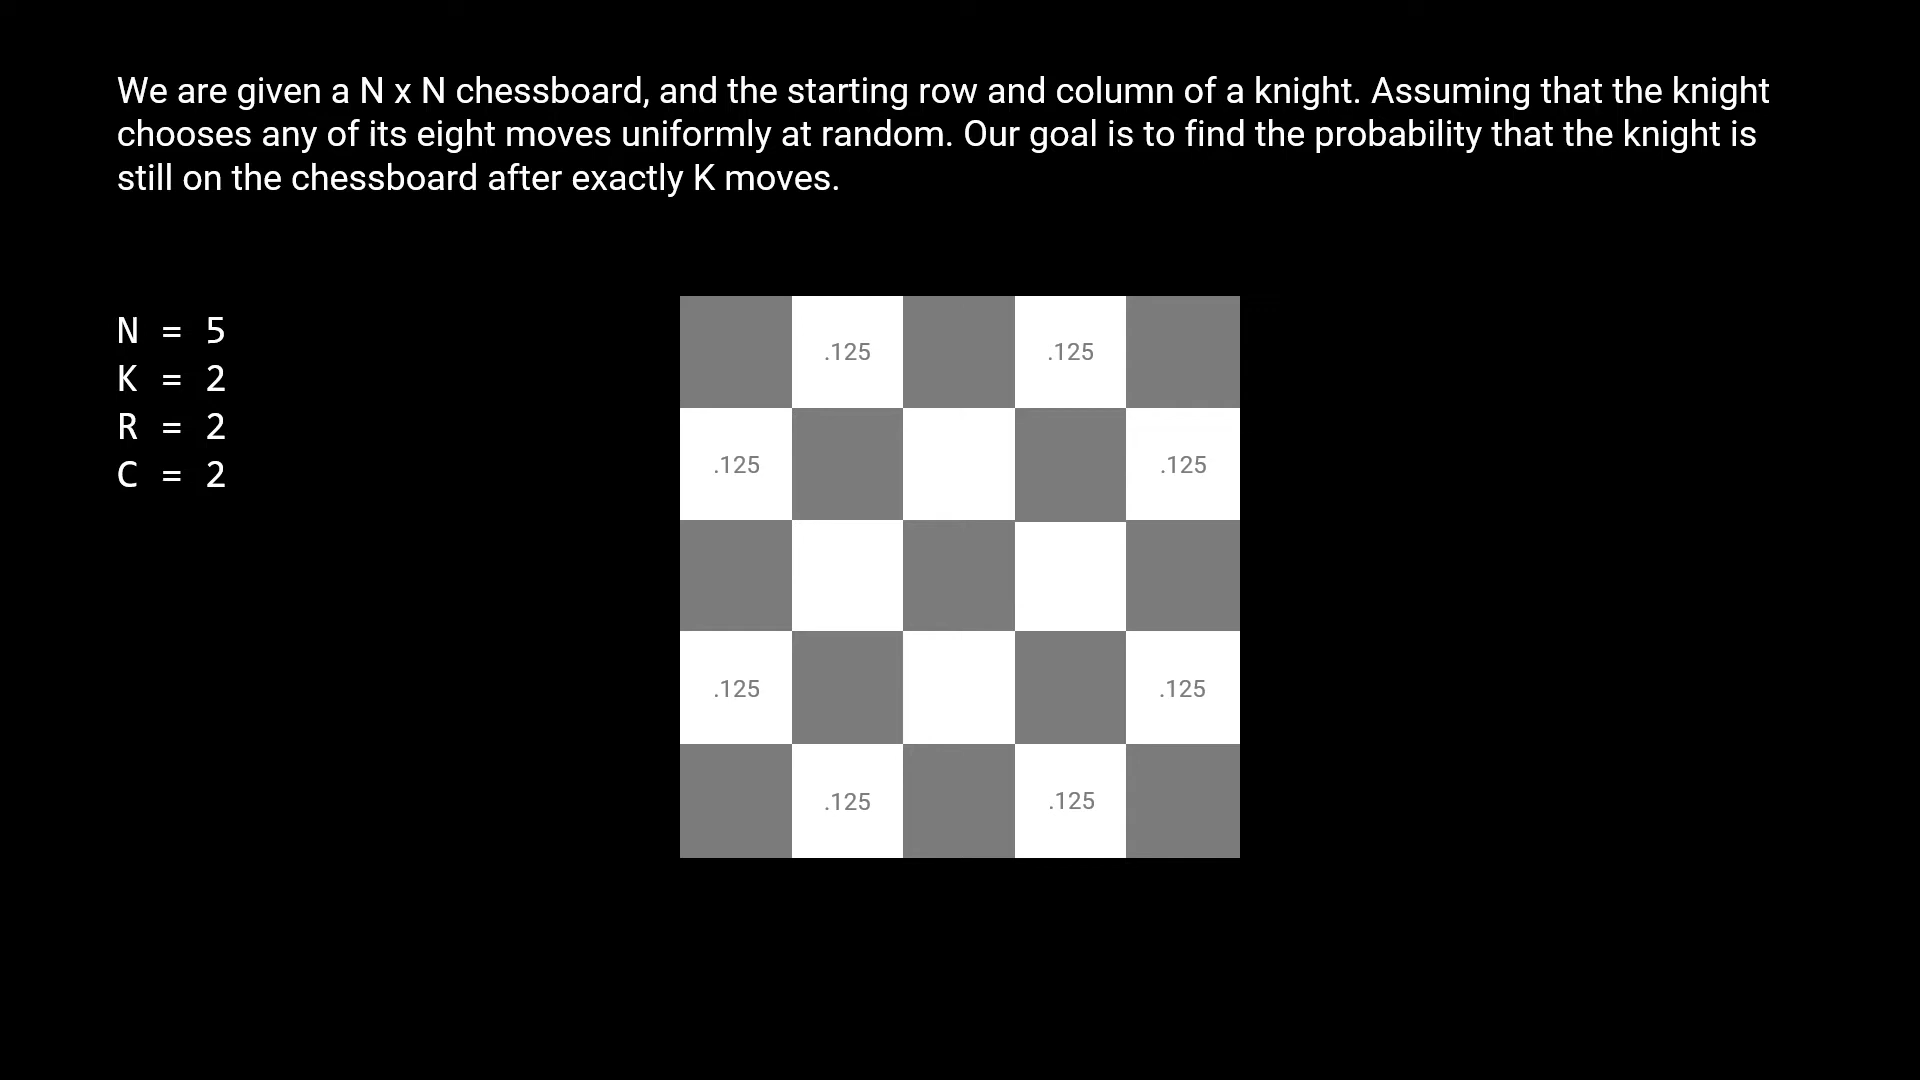 We are given a N x N chessboard, and the starting row and column of a knight. Assuming that the knight
chooses any of its eight moves uniformly at random. Our goal is to find the probability that the knight is
still on the chessboard after exactly K moves.
N = 5
K = 2
R = 2
C = 2
.125 .125
.125 .125
.125 .125
.125 .125